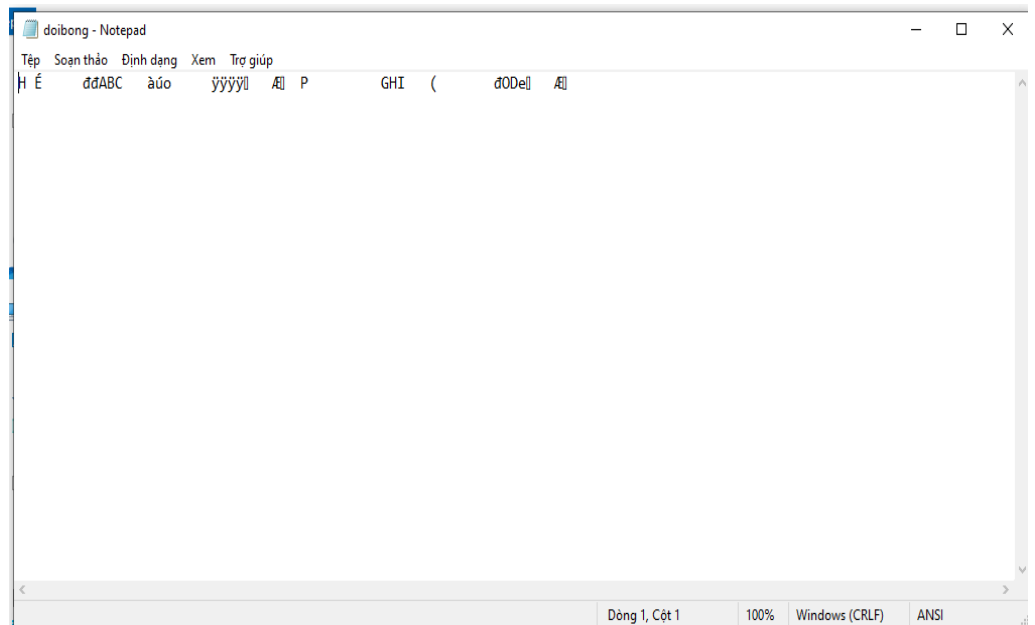 doibong - Notepad
Tệp Soạn thảo Định dạng Xem Trợ giúp
H É đđABC àúo ÿÿÿÿ Æ P GHI ( đODe Æ
Dòng 1, Cột 1 100% Windows (CRLF) ANSI